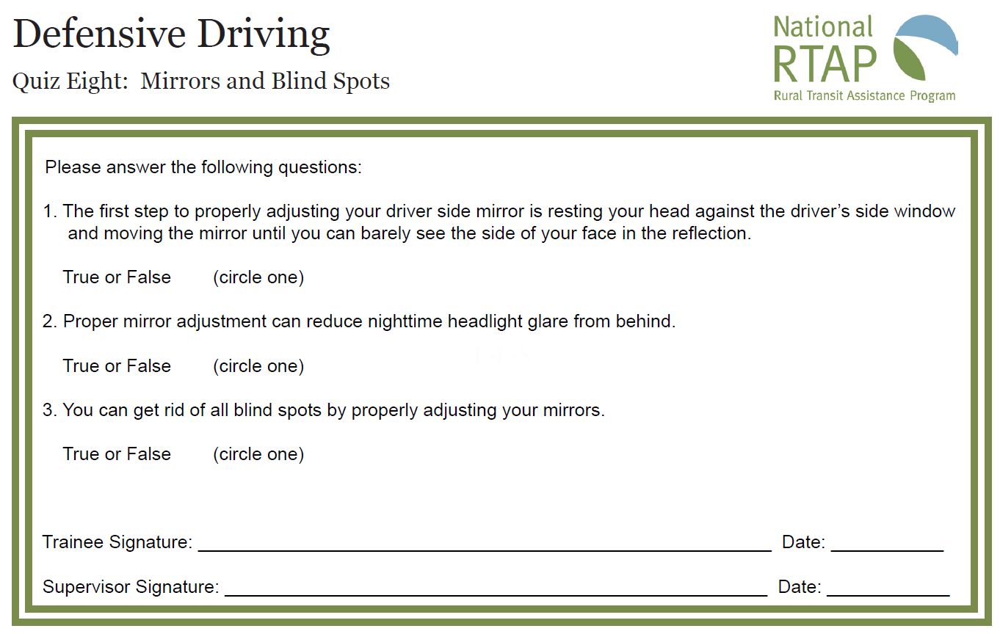 Defensive Driving
Quiz Eight:  Mirrors and Blind Spots
National
RTAP
Rural Transit Assistance Program
Please answer the following questions:
1. The first step to properly adjusting your driver side mirror is resting your head against the driver’s side window
and moving the mirror until you can barely see the side of your face in the reflection.
True or False (circle one)
2. Proper mirror adjustment can reduce nighttime headlight glare from behind.
True or False (circle one)
3. You can get rid of all blind spots by properly adjusting your mirrors.
True or False (circle one)
Trainee Signature: ____________ Date: ____________
Supervisor Signature: ____________ Date: ____________